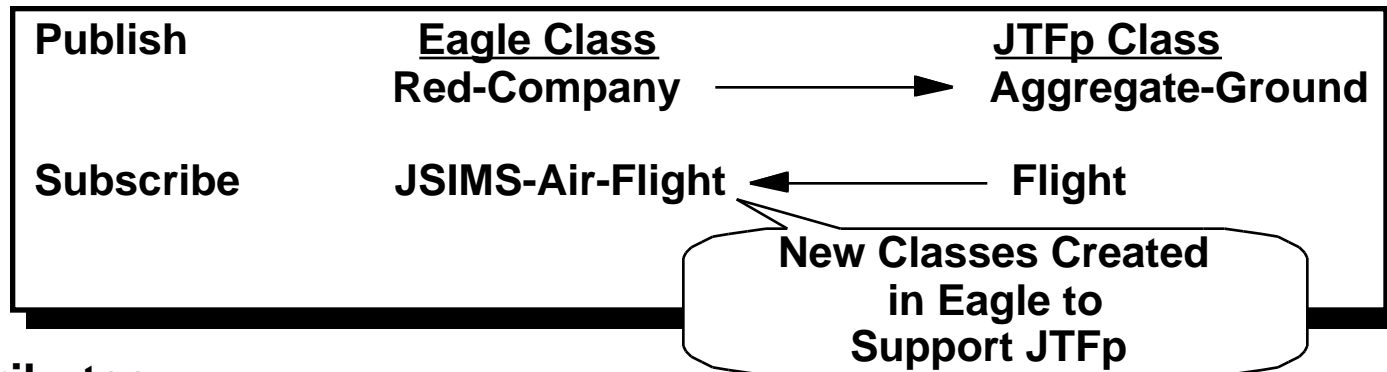 Publish Eagle Class JTFp Class
Red-Company Aggregate-Ground
Subscribe JSIMS-Air-Flight Flight
New Classes Created
in Eagle to
Support JTFp